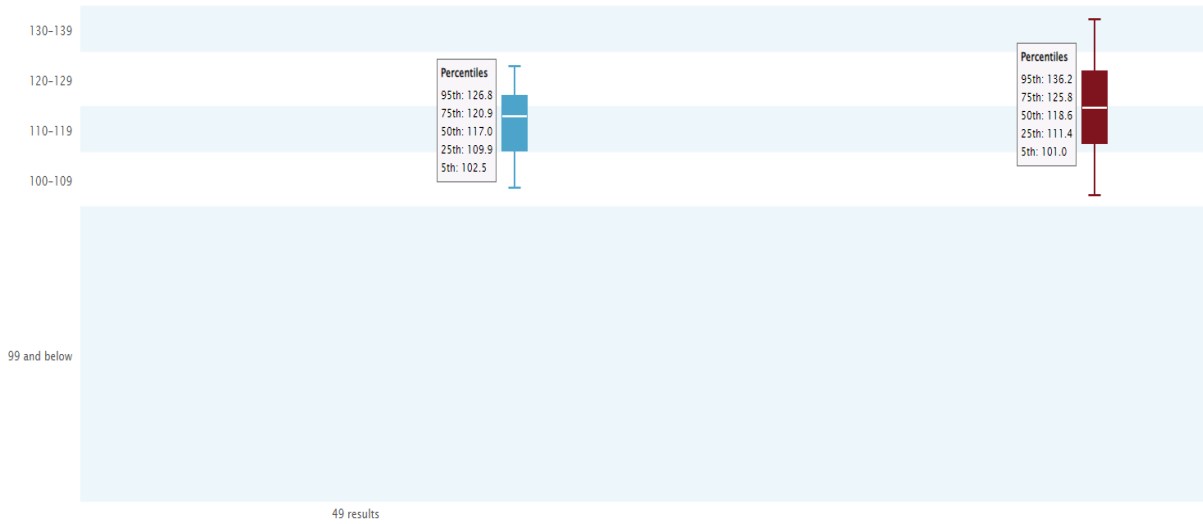 130–139
120–129
110–119
100–109
99 and below
Percentiles
95th: 126.8
75th: 120.9
50th: 117.0
25th: 109.9
5th: 102.5
Percentiles
95th: 136.2
75th: 125.8
50th: 118.6
25th: 111.4
5th: 101.0
49 results